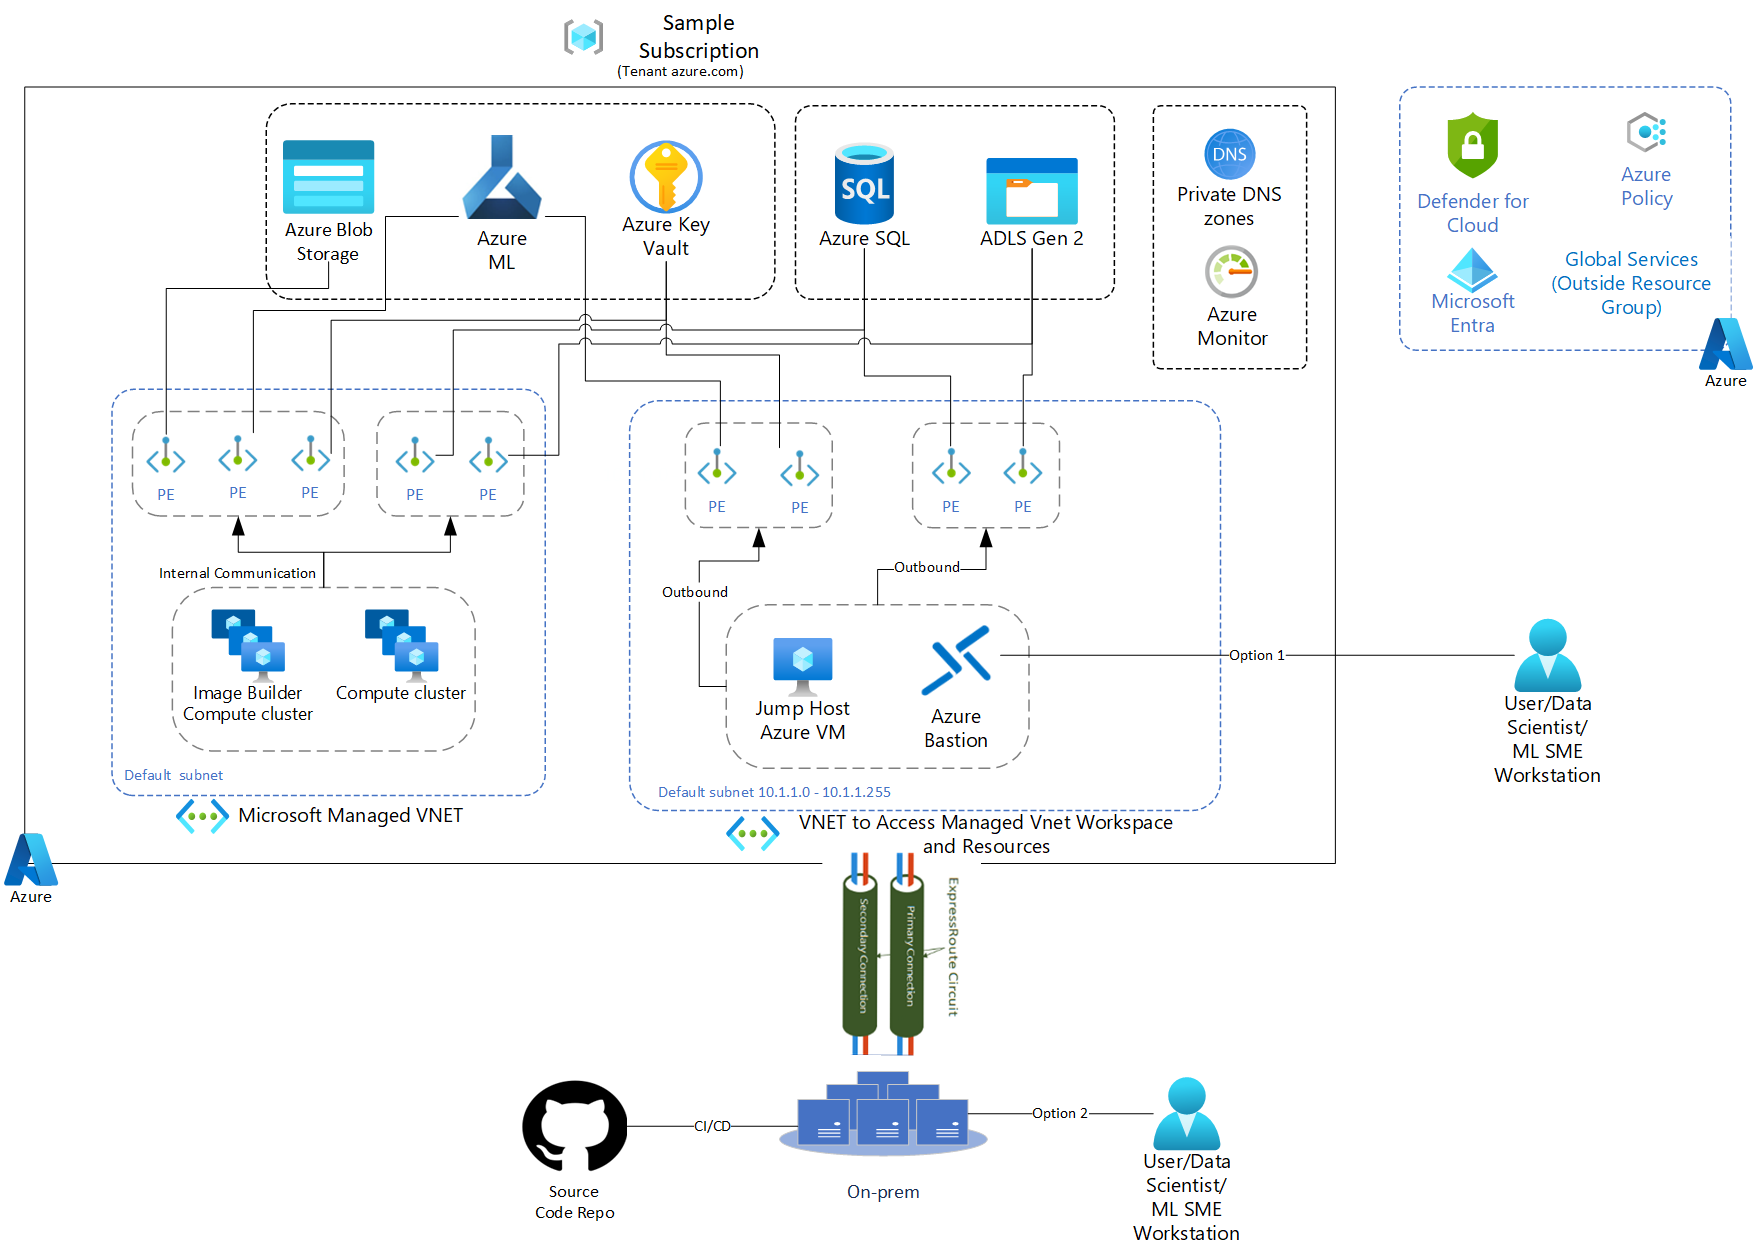 Sample
Subscription
(Tenant azure.com)
Azure Blob
Storage
Azure
ML
Azure Key
Vault
SQL
Azure SQL
ADLS Gen 2
DNS
Private DNS
zones
Azure
Monitor
Defender for
Cloud
Azure
Policy
Microsoft
Entra
Global Services
(Outside Resource
Group)
Azure
PE
PE
PE
PE
PE
PE
PE
PE
PE
Internal Communication
Outbound
Outbound
Image Builder
Compute cluster
Compute cluster
Jump Host
Azure VM
Azure
Bastion
Option 1
User/Data
Scientist/
ML SME
Workstation
Default subnet
Default subnet 10.1.1.0 - 10.1.1.255
Microsoft Managed VNET
VNET to Access Managed Vnet Workspace
and Resources
Azure
Secondary Connection
Primary Connection
ExpressRoute Circuit
CI/CD
Option 2
Source
Code Repo
On-prem
User/Data
Scientist/
ML SME
Workstation